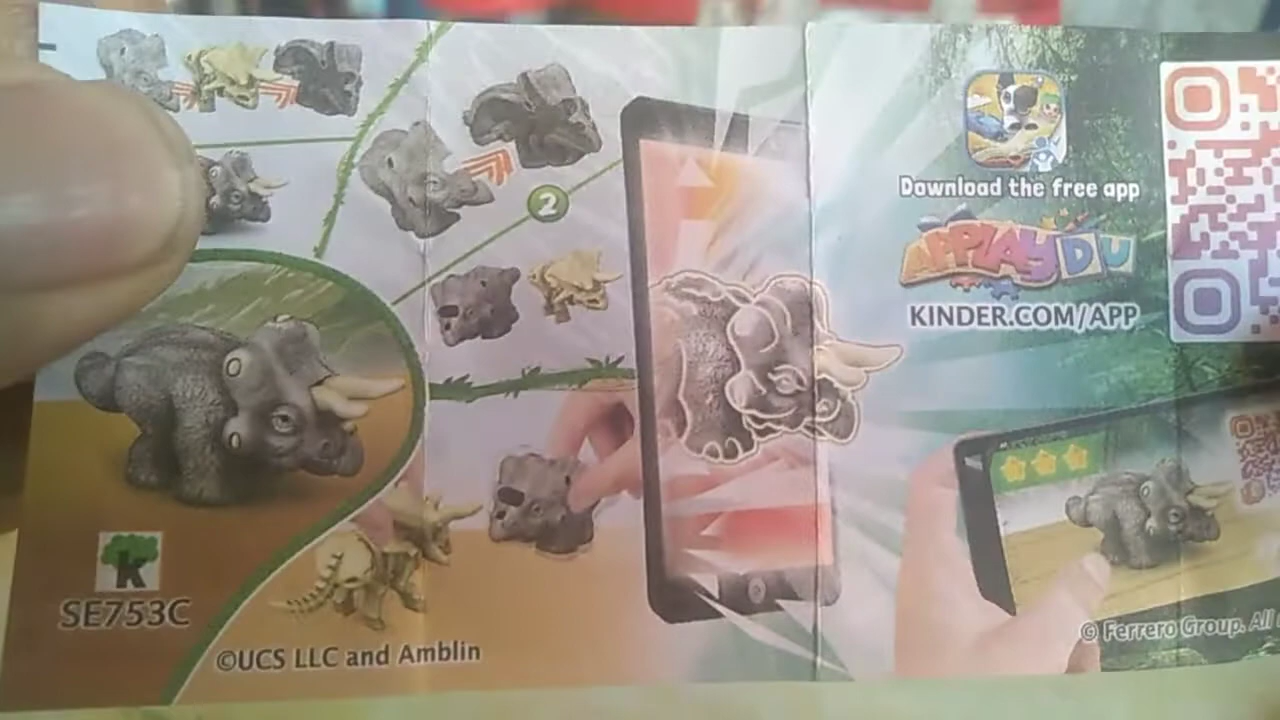 2
Download the free app
APPLAYDU
KINDER.COM/APP
K
SE753C
©UCS LLC and Amblin
© Ferrero Group. All